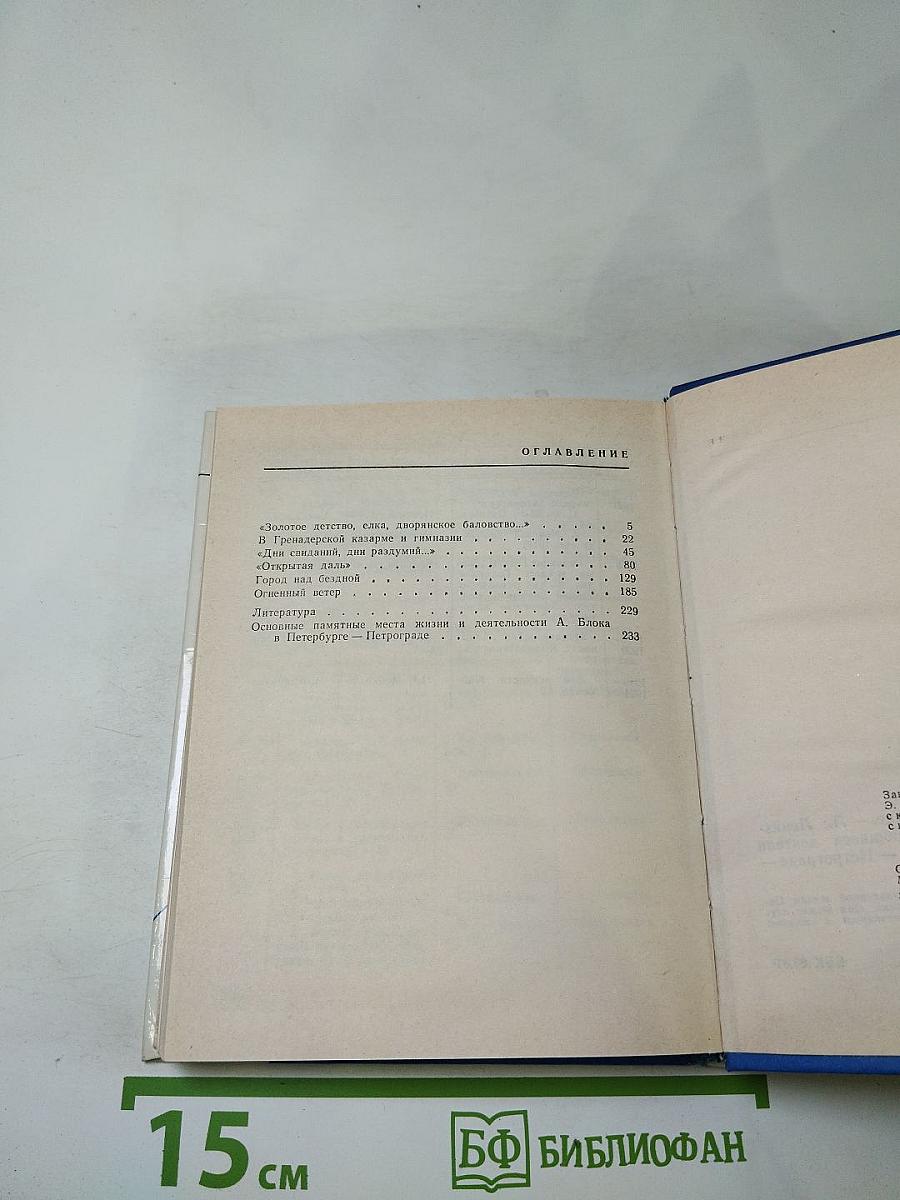 ОГЛАВЛЕНИЕ
«Золотое детство, елка, дворянское баловство...» . . . . . 5
В Гренадерской казарме и гимназии . . . . . . . . . 22
«Дни свиданий, дни раздумий...» . . . . . . . . . . . 45
«Открытая даль» . . . . . . . . . . . . . . . . . 80
Город над бездной . . . . . . . . . . . . . . . . 129
Огненный ветер . . . . . . . . . . . . . . . . . 185
Литература . . . . . . . . . . . . . . . . . . . 229
Основные памятные места жизни и деятельности А. Блока
в Петербурге — Петрограде . . . . . . . . . . . 233
Э.
15 см
БФ БИБЛИОФАН